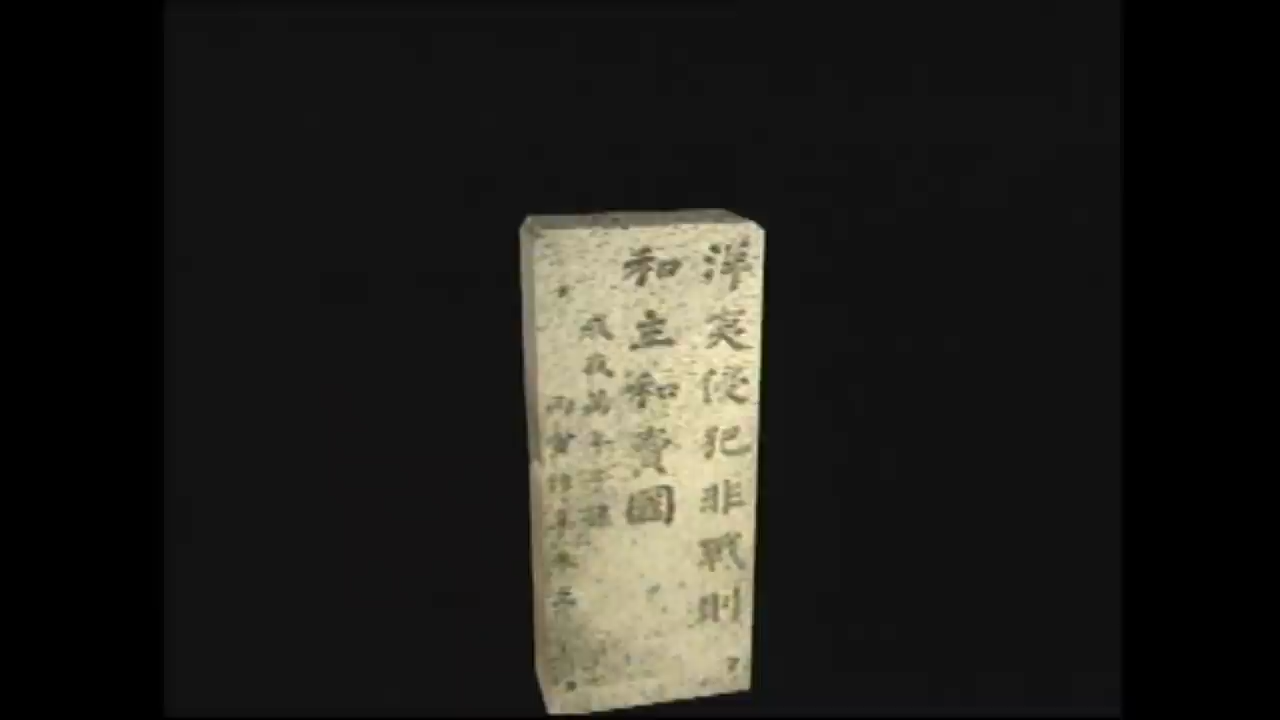 洋夷侵犯非戰則
和主和賣國
戒我萬年子孫
丙寅作辛未立